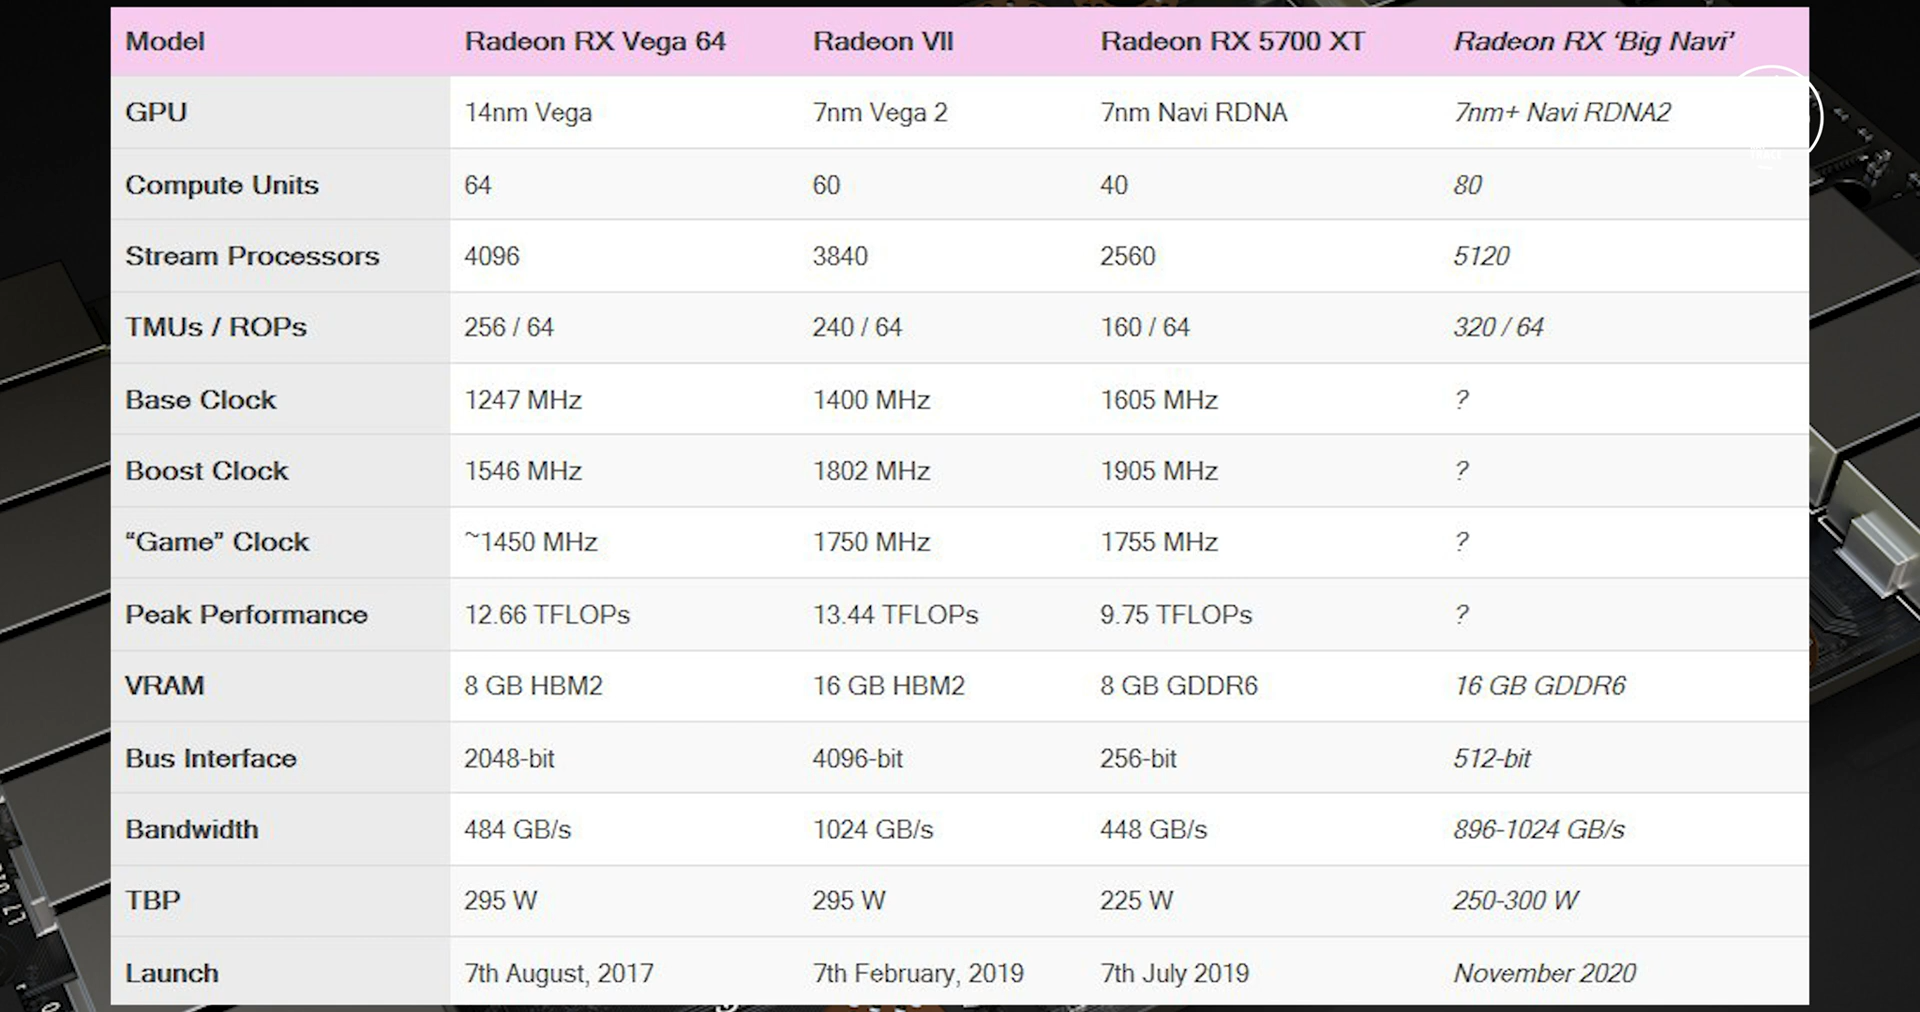 Model Radeon RX Vega 64 Radeon VII Radeon RX 5700 XT Radeon RX ‘Big Navi’
GPU 14nm Vega 7nm Vega 2 7nm Navi RDNA 7nm+ Navi RDNA2
Compute Units 64 60 40 80
Stream Processors 4096 3840 2560 5120
TMUs / ROPs 256 / 64 240 / 64 160 / 64 320 / 64
Base Clock 1247 MHz 1400 MHz 1605 MHz ?
Boost Clock 1546 MHz 1802 MHz 1905 MHz ?
“Game” Clock ~1450 MHz 1750 MHz 1755 MHz ?
Peak Performance 12.66 TFLOPs 13.44 TFLOPs 9.75 TFLOPs ?
VRAM 8 GB HBM2 16 GB HBM2 8 GB GDDR6 16 GB GDDR6
Bus Interface 2048-bit 4096-bit 256-bit 512-bit
Bandwidth 484 GB/s 1024 GB/s 448 GB/s 896-1024 GB/s
TBP 295 W 295 W 225 W 250-300 W
Launch 7th August, 2017 7th February, 2019 7th July 2019 November 2020